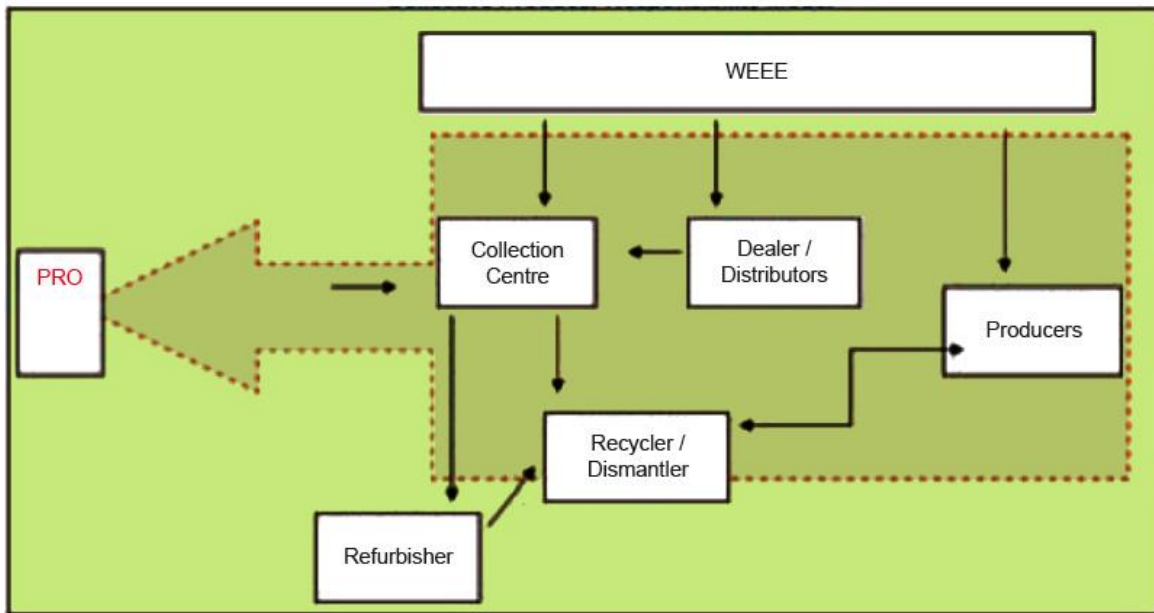 WEEE
Collection
Centre
Dealer /
Distributors
PRO
Producers
Recycler /
Dismantler
Refurbisher